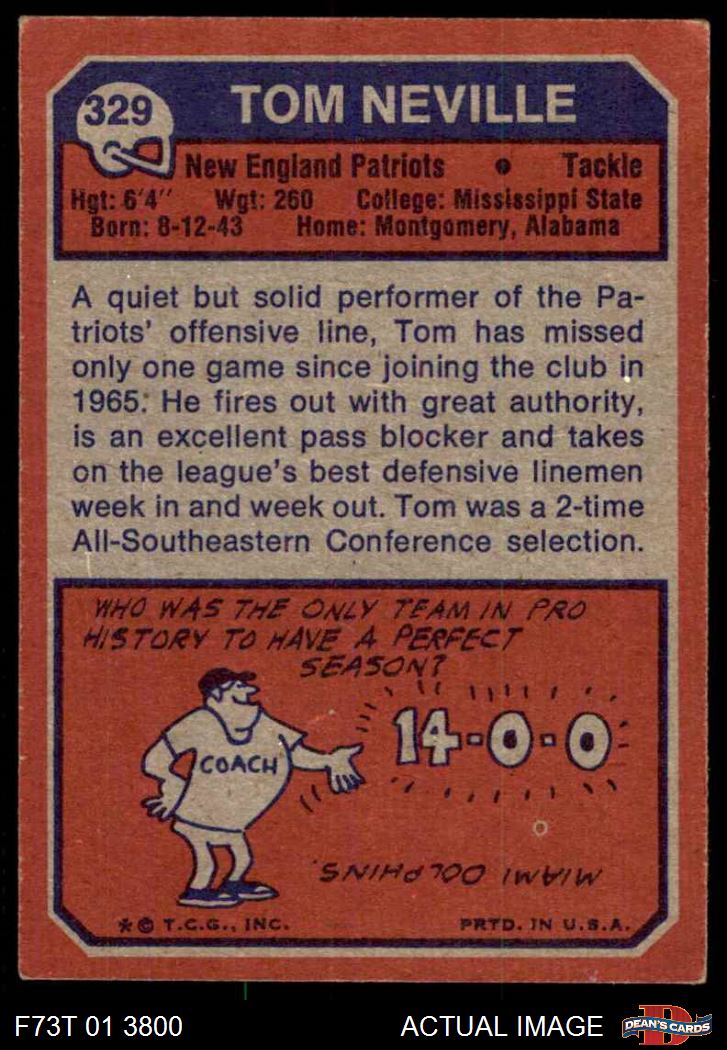 329
TOM NEVILLE
New England Patriots • Tackle
Hgt: 6'4" Wgt: 260 College: Mississippi State
Born: 8-12-43 Home: Montgomery, Alabama
A quiet but solid performer of the Pa-
triots' offensive line, Tom has missed
only one game since joining the club in
1965. He fires out with great authority,
is an excellent pass blocker and takes
on the league's best defensive linemen
week in and week out. Tom was a 2-time
All-Southeastern Conference selection.
WHO WAS THE ONLY TEAM IN PRO
HISTORY TO HAVE A PERFECT
SEASON?
14-0-0
COACH
MIAMI DOLPHINS.
*© T.C.G., INC. PRTD. IN U.S.A.
F73T 01 3800 ACTUAL IMAGE
D DEAN'S CARDS